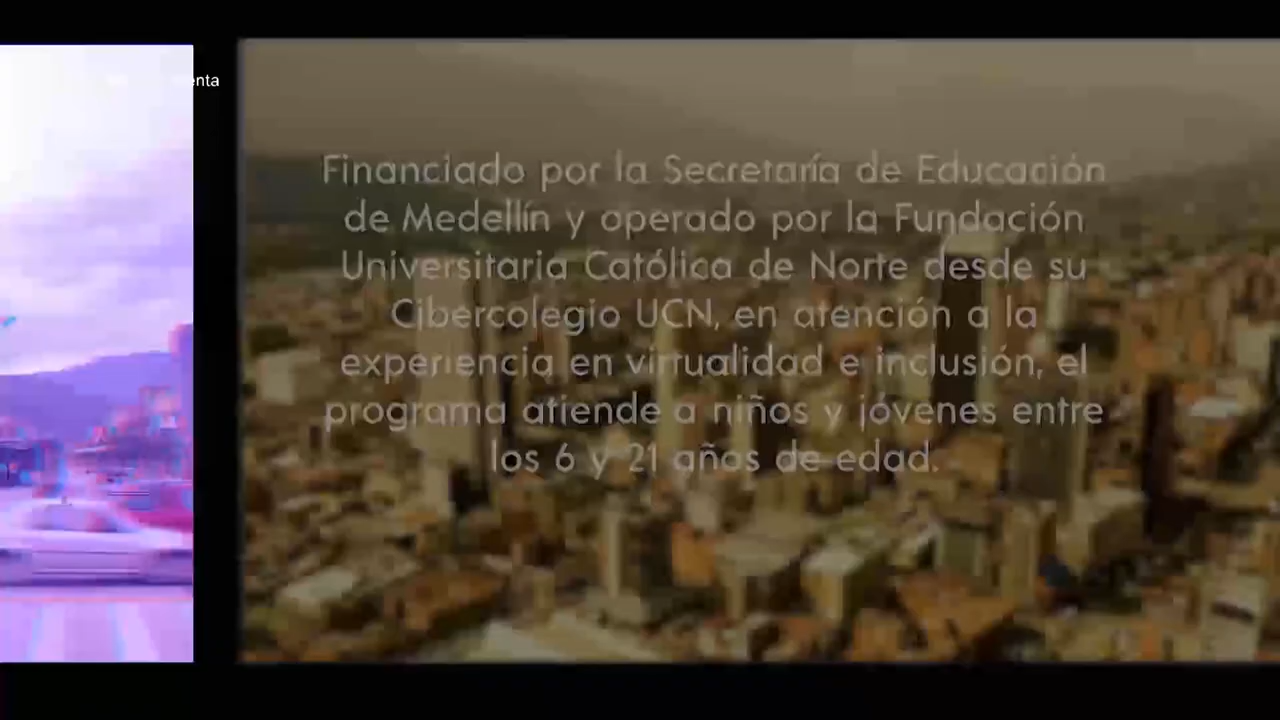 enta
Financiado por la Secretaría de Educación
de Medellín y operado por la Fundación
Universitaria Católica de Norte desde su
Cibercolegio UCN, en atención a la
experiencia en virtualidad e inclusión, el
programa atiende a niños y jóvenes entre
los 6 y 21 años de edad.